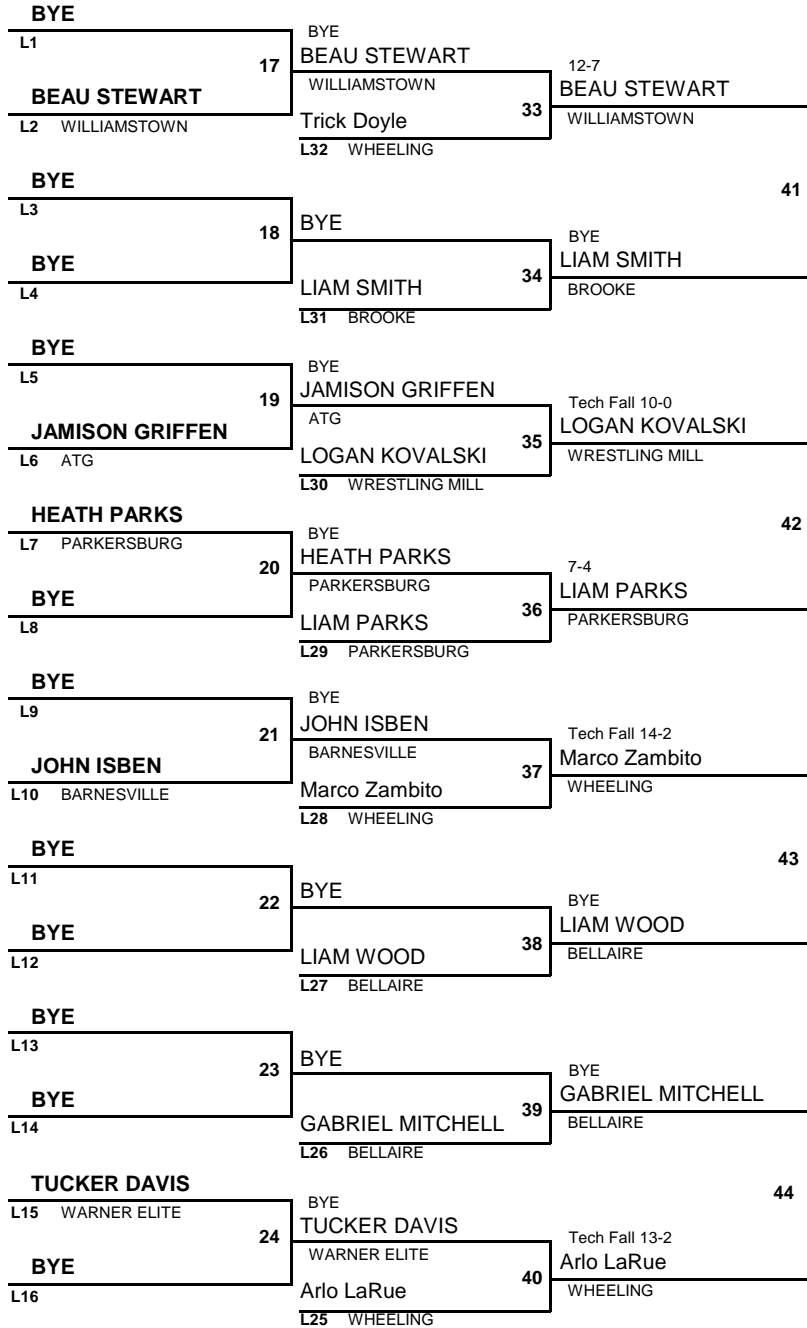 BYE
L1
17
BEAU STEWART
L2 WILLIAMSTOWN
BYE
BEAU STEWART
WILLIAMSTOWN
33
Trick Doyle
L32 WHEELING
12-7
BEAU STEWART
WILLIAMSTOWN
41
BYE
L3
18
BYE
L4
BYE
34
LIAM SMITH
L31 BROOKE
BYE
LIAM SMITH
BROOKE
BYE
L5
19
JAMISON GRIFFEN
L6 ATG
BYE
JAMISON GRIFFEN
ATG
35
LOGAN KOVALSKI
L30 WRESTLING MILL
Tech Fall 10-0
LOGAN KOVALSKI
WRESTLING MILL
42
HEATH PARKS
L7 PARKERSBURG
20
BYE
L8
BYE
HEATH PARKS
PARKERSBURG
36
LIAM PARKS
L29 PARKERSBURG
7-4
LIAM PARKS
PARKERSBURG
BYE
L9
21
JOHN ISBEN
L10 BARNESVILLE
BYE
JOHN ISBEN
BARNESVILLE
37
Marco Zambito
L28 WHEELING
Tech Fall 14-2
Marco Zambito
WHEELING
43
BYE
L11
22
BYE
L12
BYE
38
LIAM WOOD
L27 BELLAIRE
BYE
LIAM WOOD
BELLAIRE
BYE
L13
23
BYE
L14
BYE
39
GABRIEL MITCHELL
L26 BELLAIRE
BYE
GABRIEL MITCHELL
BELLAIRE
44
TUCKER DAVIS
L15 WARNER ELITE
24
BYE
L16
BYE
TUCKER DAVIS
WARNER ELITE
40
Arlo LaRue
L25 WHEELING
Tech Fall 13-2
Arlo LaRue
WHEELING